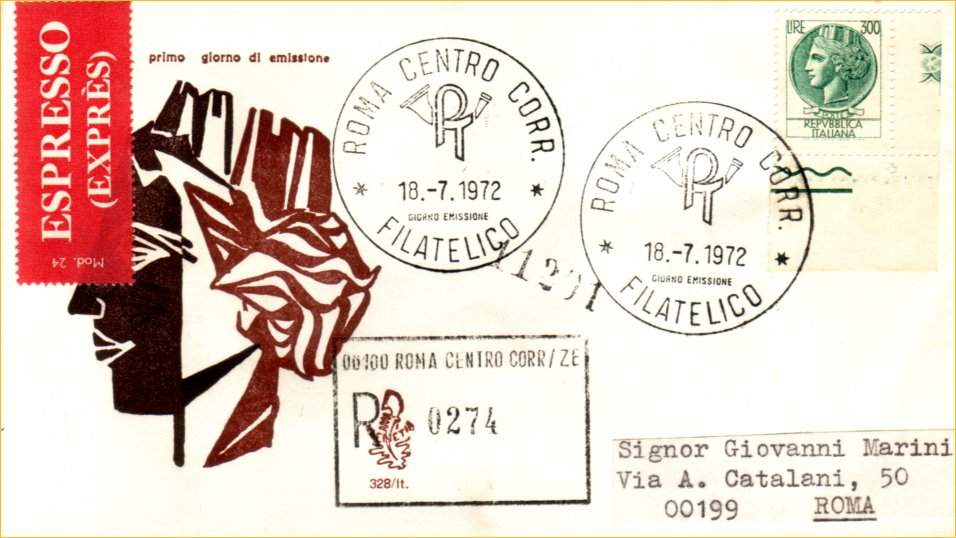 ESPRESSO
(EXPRÈS)
Mod. 24
primo giorno di emissione
ROMA CENTRO CORR.
18.-7.1972
GIORNO EMISSIONE
FILATELICO
ROMA CENTRO CORR.
18.-7.1972
GIORNO EMISSIONE
FILATELICO
LIRE 300
REPVBBLICA
ITALIANA
00100 ROMA CENTRO CORR/ZE
R 0274
VENETIA
328/It.
Signor Giovanni Marini
Via A. Catalani, 50
00199 ROMA